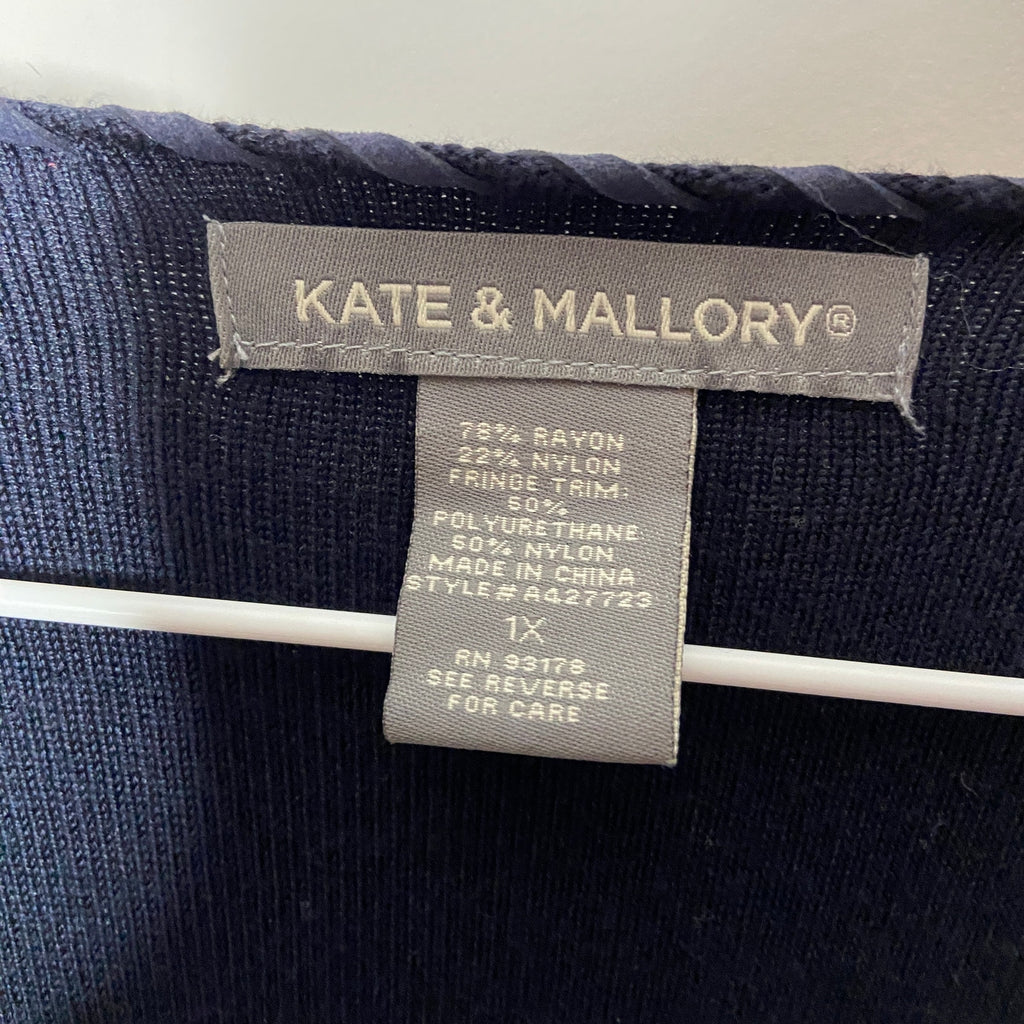 KATE & MALLORY®
78% RAYON
22% NYLON
FRINGE TRIM:
50%
POLYURETHANE
50% NYLON
MADE IN CHINA
STYLE#A427723
1X
RN 93178
SEE REVERSE
FOR CARE